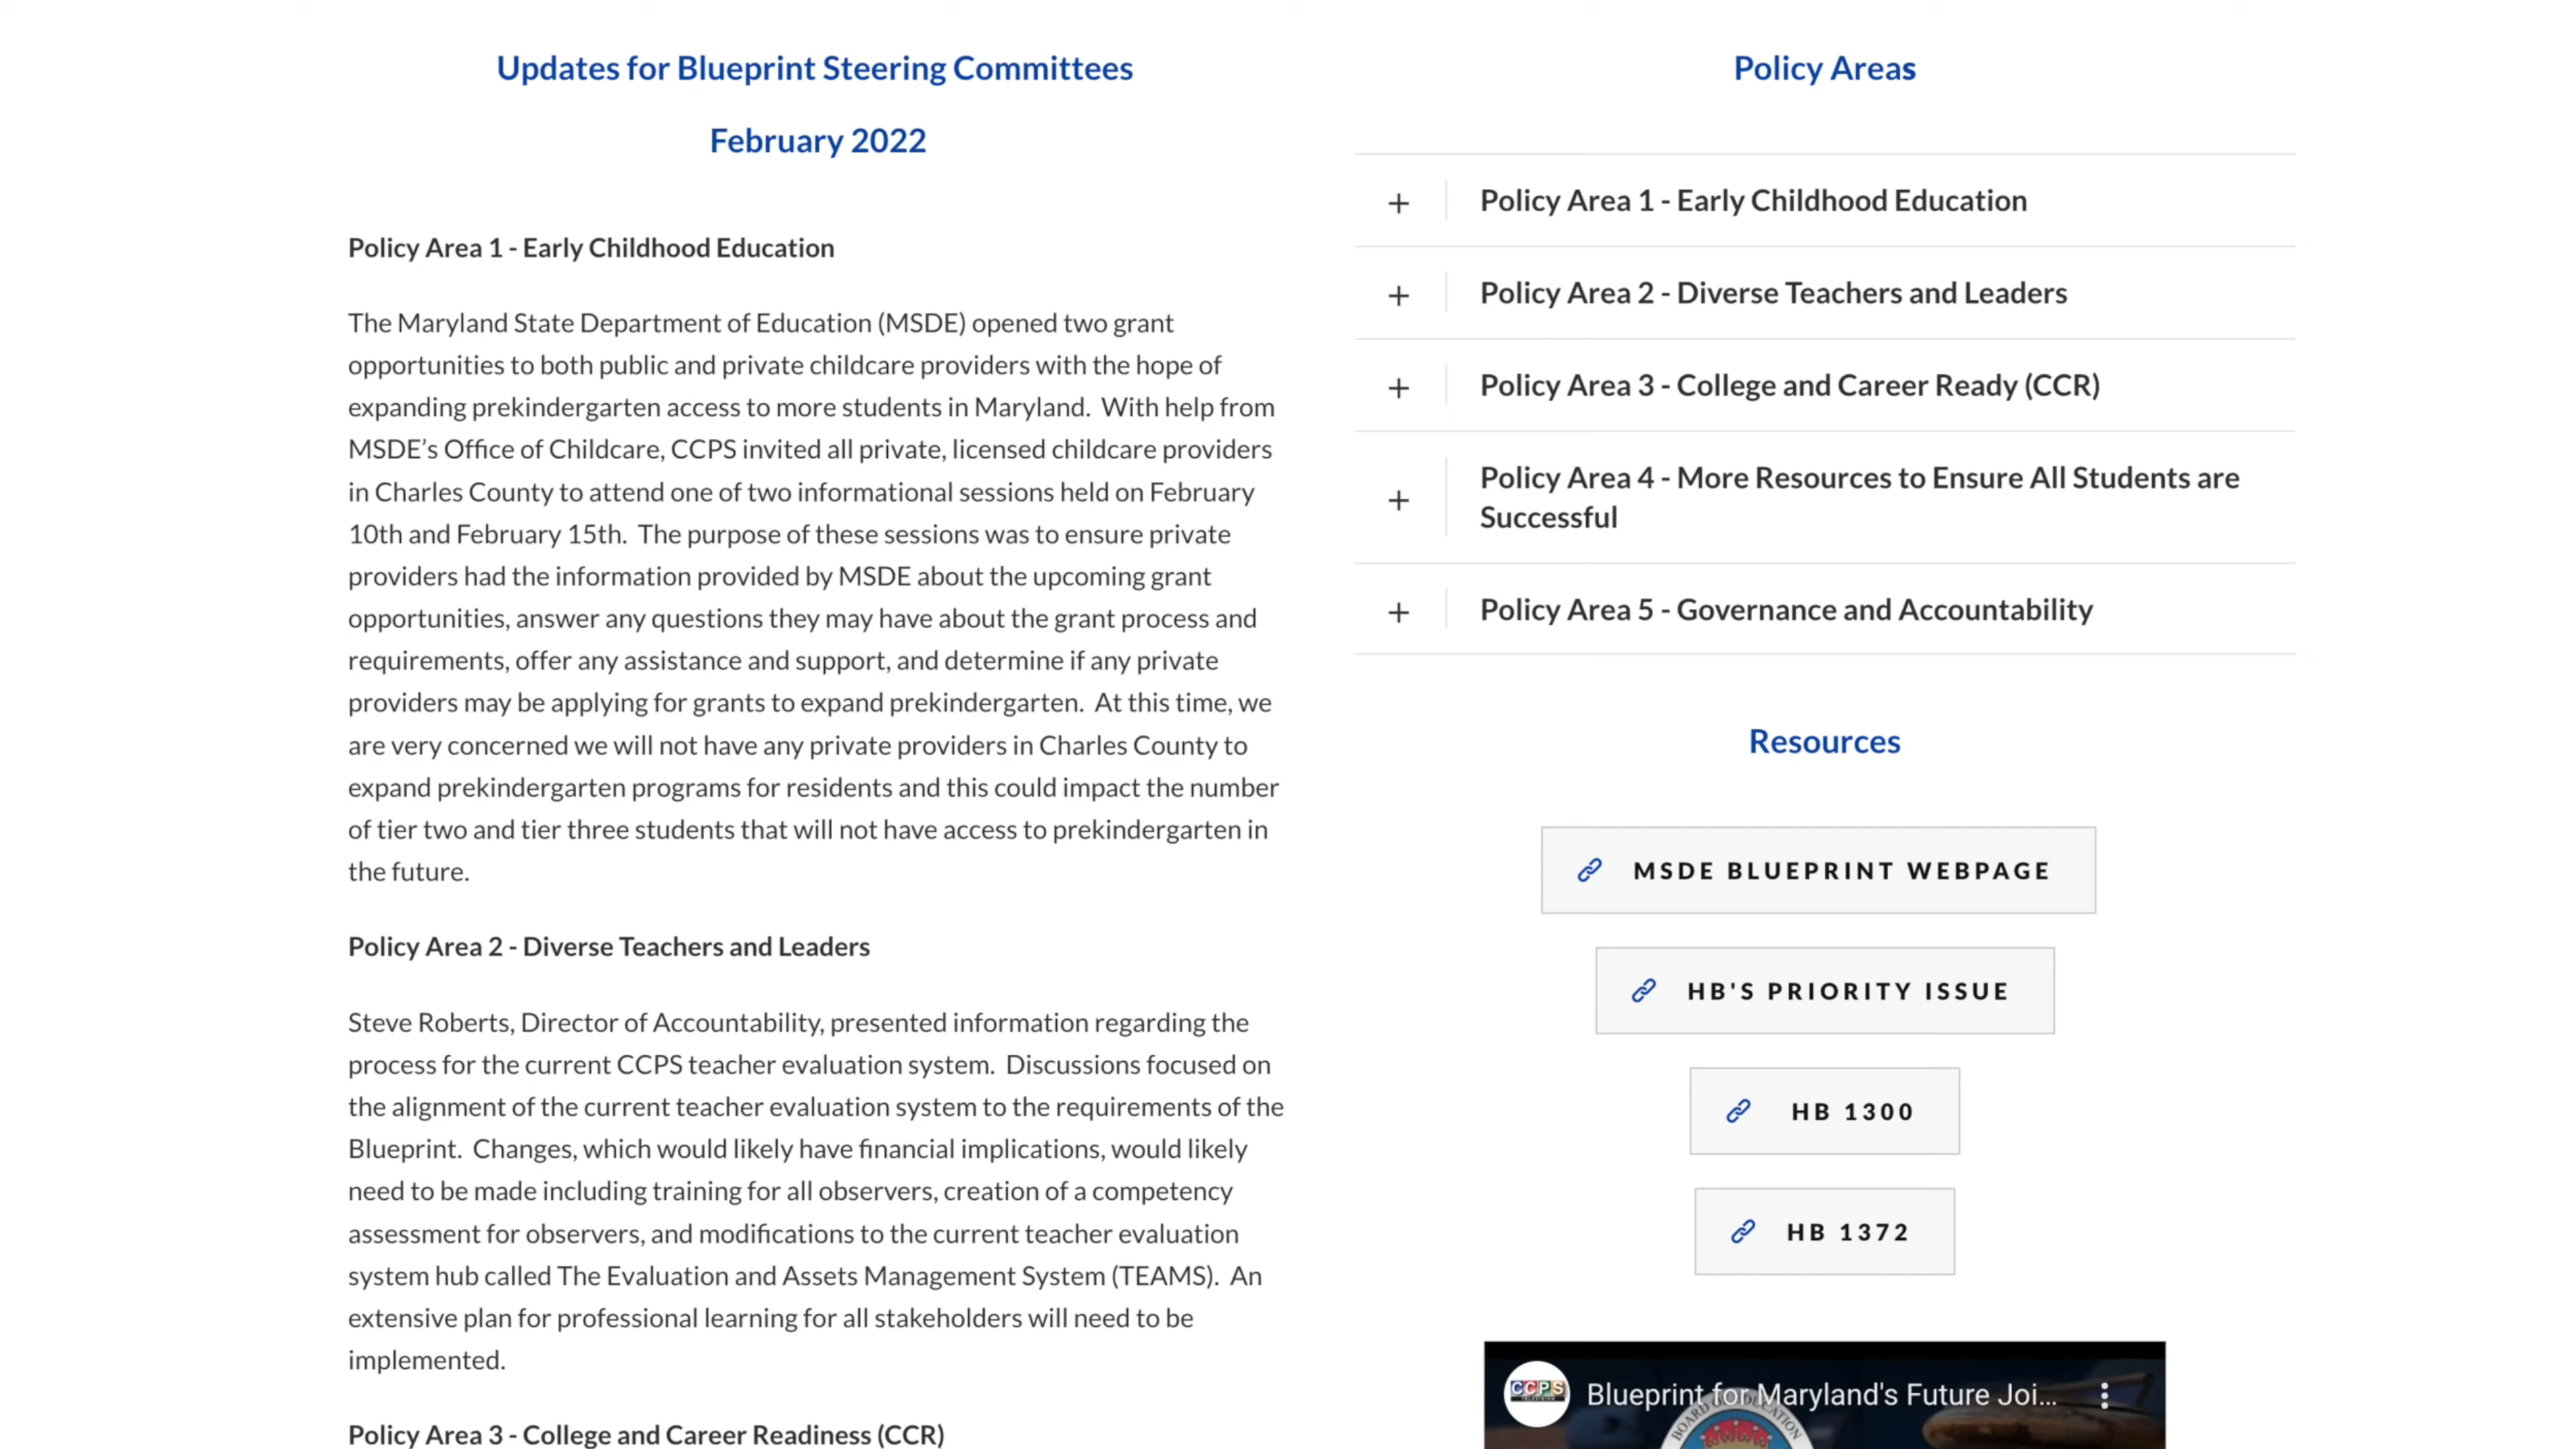 Updates for Blueprint Steering Committees
February 2022
Policy Area 1 - Early Childhood Education
The Maryland State Department of Education (MSDE) opened two grant
opportunities to both public and private childcare providers with the hope of
expanding prekindergarten access to more students in Maryland.  With help from
MSDE’s Office of Childcare, CCPS invited all private, licensed childcare providers
in Charles County to attend one of two informational sessions held on February
10th and February 15th.  The purpose of these sessions was to ensure private
providers had the information provided by MSDE about the upcoming grant
opportunities, answer any questions they may have about the grant process and
requirements, offer any assistance and support, and determine if any private
providers may be applying for grants to expand prekindergarten.  At this time, we
are very concerned we will not have any private providers in Charles County to
expand prekindergarten programs for residents and this could impact the number
of tier two and tier three students that will not have access to prekindergarten in
the future.
Policy Area 2 - Diverse Teachers and Leaders
Steve Roberts, Director of Accountability, presented information regarding the
process for the current CCPS teacher evaluation system.  Discussions focused on
the alignment of the current teacher evaluation system to the requirements of the
Blueprint.  Changes, which would likely have financial implications, would likely
need to be made including training for all observers, creation of a competency
assessment for observers, and modifications to the current teacher evaluation
system hub called The Evaluation and Assets Management System (TEAMS).  An
extensive plan for professional learning for all stakeholders will need to be
implemented.
Policy Area 3 - College and Career Readiness (CCR)
Policy Areas
Policy Area 1 - Early Childhood Education
Policy Area 2 - Diverse Teachers and Leaders
Policy Area 3 - College and Career Ready (CCR)
Policy Area 4 - More Resources to Ensure All Students are
Successful
Policy Area 5 - Governance and Accountability
Resources
MSDE BLUEPRINT WEBPAGE
HB'S PRIORITY ISSUE
HB 1300
HB 1372
CCPS
TELEVISION
Blueprint for Maryland's Future Joi...
BOARD OF EDUCATION